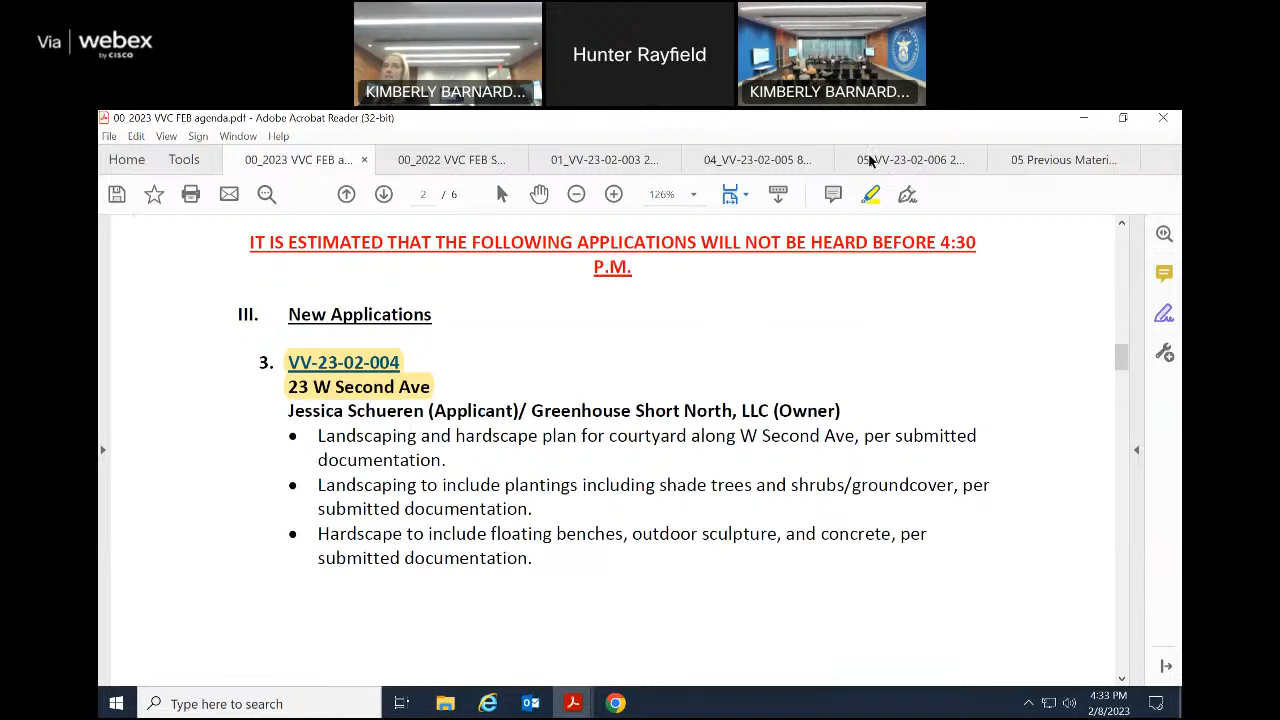 Via webex
by CISCO
KIMBERLY BARNARD...
Hunter Rayfield
KIMBERLY BARNARD...
00_2023 VVC FEB agenda.pdf - Adobe Acrobat Reader (32-bit)
File Edit View Sign Window Help
Home Tools 00_2023 VVC FEB a... × 00_2022 VVC FEB S... 01_VV-23-02-003 2... 04_VV-23-02-005 8... 05_VV-23-02-006 2... 05 Previous Materi...
2 / 6 126%
IT IS ESTIMATED THAT THE FOLLOWING APPLICATIONS WILL NOT BE HEARD BEFORE 4:30
P.M.
III. New Applications
3. VV-23-02-004
23 W Second Ave
Jessica Schueren (Applicant)/ Greenhouse Short North, LLC (Owner)
• Landscaping and hardscape plan for courtyard along W Second Ave, per submitted
documentation.
• Landscaping to include plantings including shade trees and shrubs/groundcover, per
submitted documentation.
• Hardscape to include floating benches, outdoor sculpture, and concrete, per
submitted documentation.
Type here to search
4:33 PM
2/8/2023